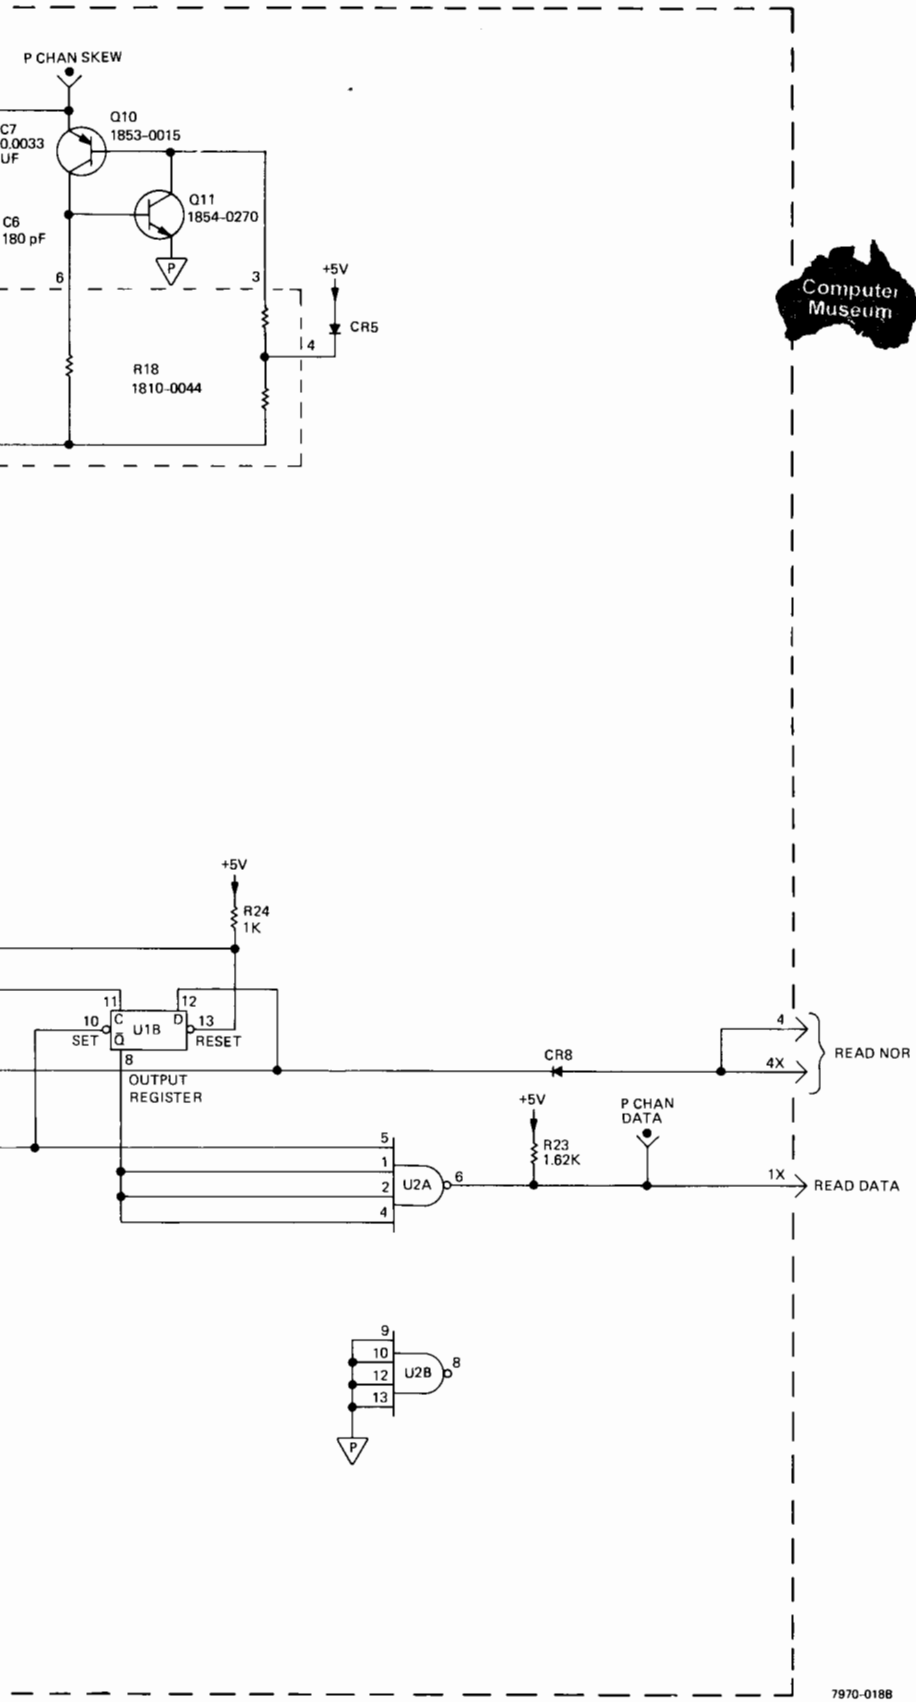 P CHAN SKEW
Q10
1853-0015
C7
0.0033
UF
Q11
1854-0270
C6
180 pF
P
6
3
+5V
CR5
4
R18
1810-0044
Computer
Museum
+5V
R24
1K
11
12
10
C
D
13
U1B
SET
Q̅
RESET
8
OUTPUT
REGISTER
CR8
4
4X
READ NOR
+5V
P CHAN
DATA
R23
1.62K
5
1
2
4
U2A
6
1X
READ DATA
9
10
12
13
U2B
8
P
7970-018B